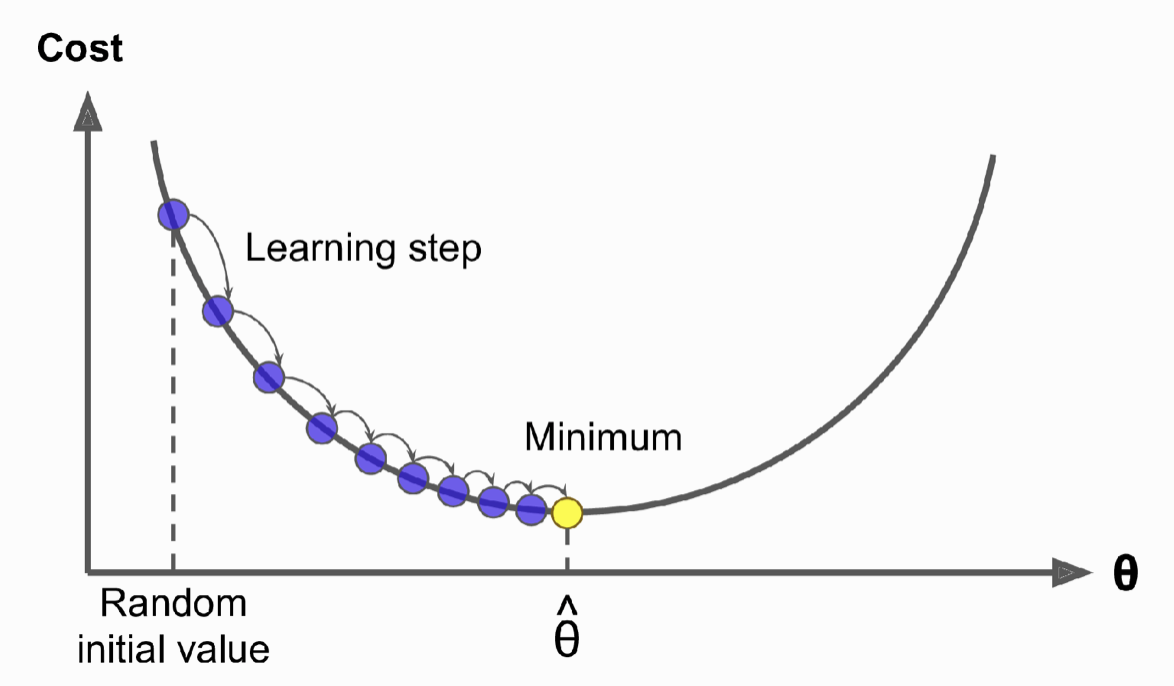 Cost
Learning step
Minimum
θ
Random
initial value
θ̂